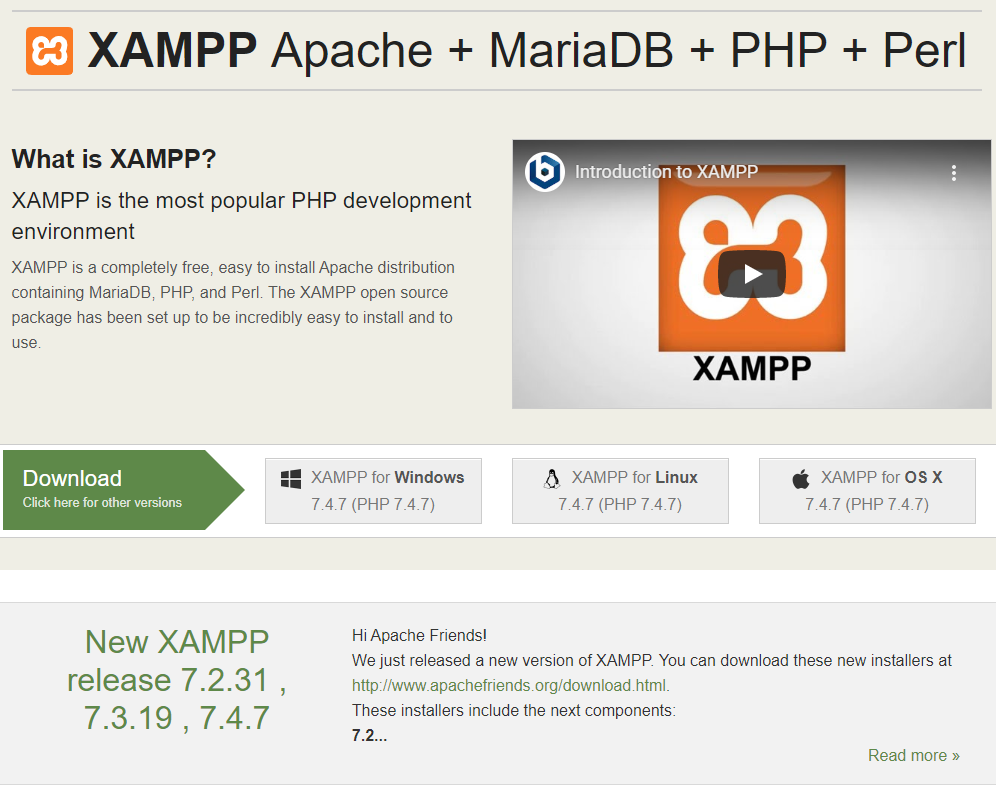 XAMPP Apache + MariaDB + PHP + Perl
What is XAMPP?
XAMPP is the most popular PHP development
environment
XAMPP is a completely free, easy to install Apache distribution
containing MariaDB, PHP, and Perl. The XAMPP open source
package has been set up to be incredibly easy to install and to
use.
Introduction to XAMPP
XAMPP
Download
Click here for other versions
XAMPP for Windows
7.4.7 (PHP 7.4.7)
XAMPP for Linux
7.4.7 (PHP 7.4.7)
XAMPP for OS X
7.4.7 (PHP 7.4.7)
New XAMPP
release 7.2.31 ,
7.3.19 , 7.4.7
Hi Apache Friends!
We just released a new version of XAMPP. You can download these new installers at
http://www.apachefriends.org/download.html.
These installers include the next components:
7.2...
Read more »